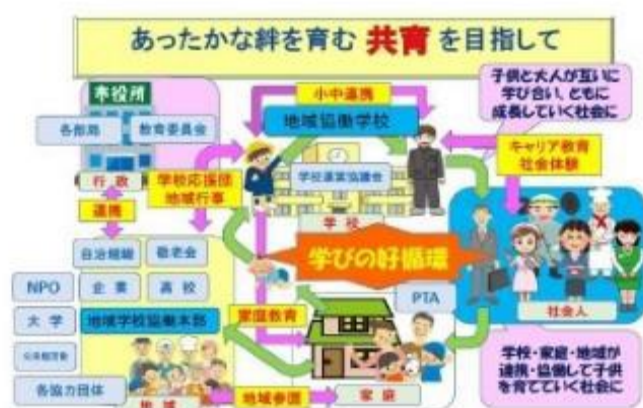 あったかな絆を育む 共育 を目指して
市役所
各部局
教育委員会
行政
連携
小中連携
地域協働学校
学校運営協議会
学校
学校応援団
地域行事
子供と大人が互いに
学び合い、ともに
成長していく社会に
キャリア教育
社会体験
社会人
学びの好循環
自治組織
敬老会
NPO
企業
高校
大学
地域学校協働本部
各協力団体
地域
家庭教育
PTA
地域参画
家庭
学校・家庭・地域が
連携・協働して子供
を育てていく社会に